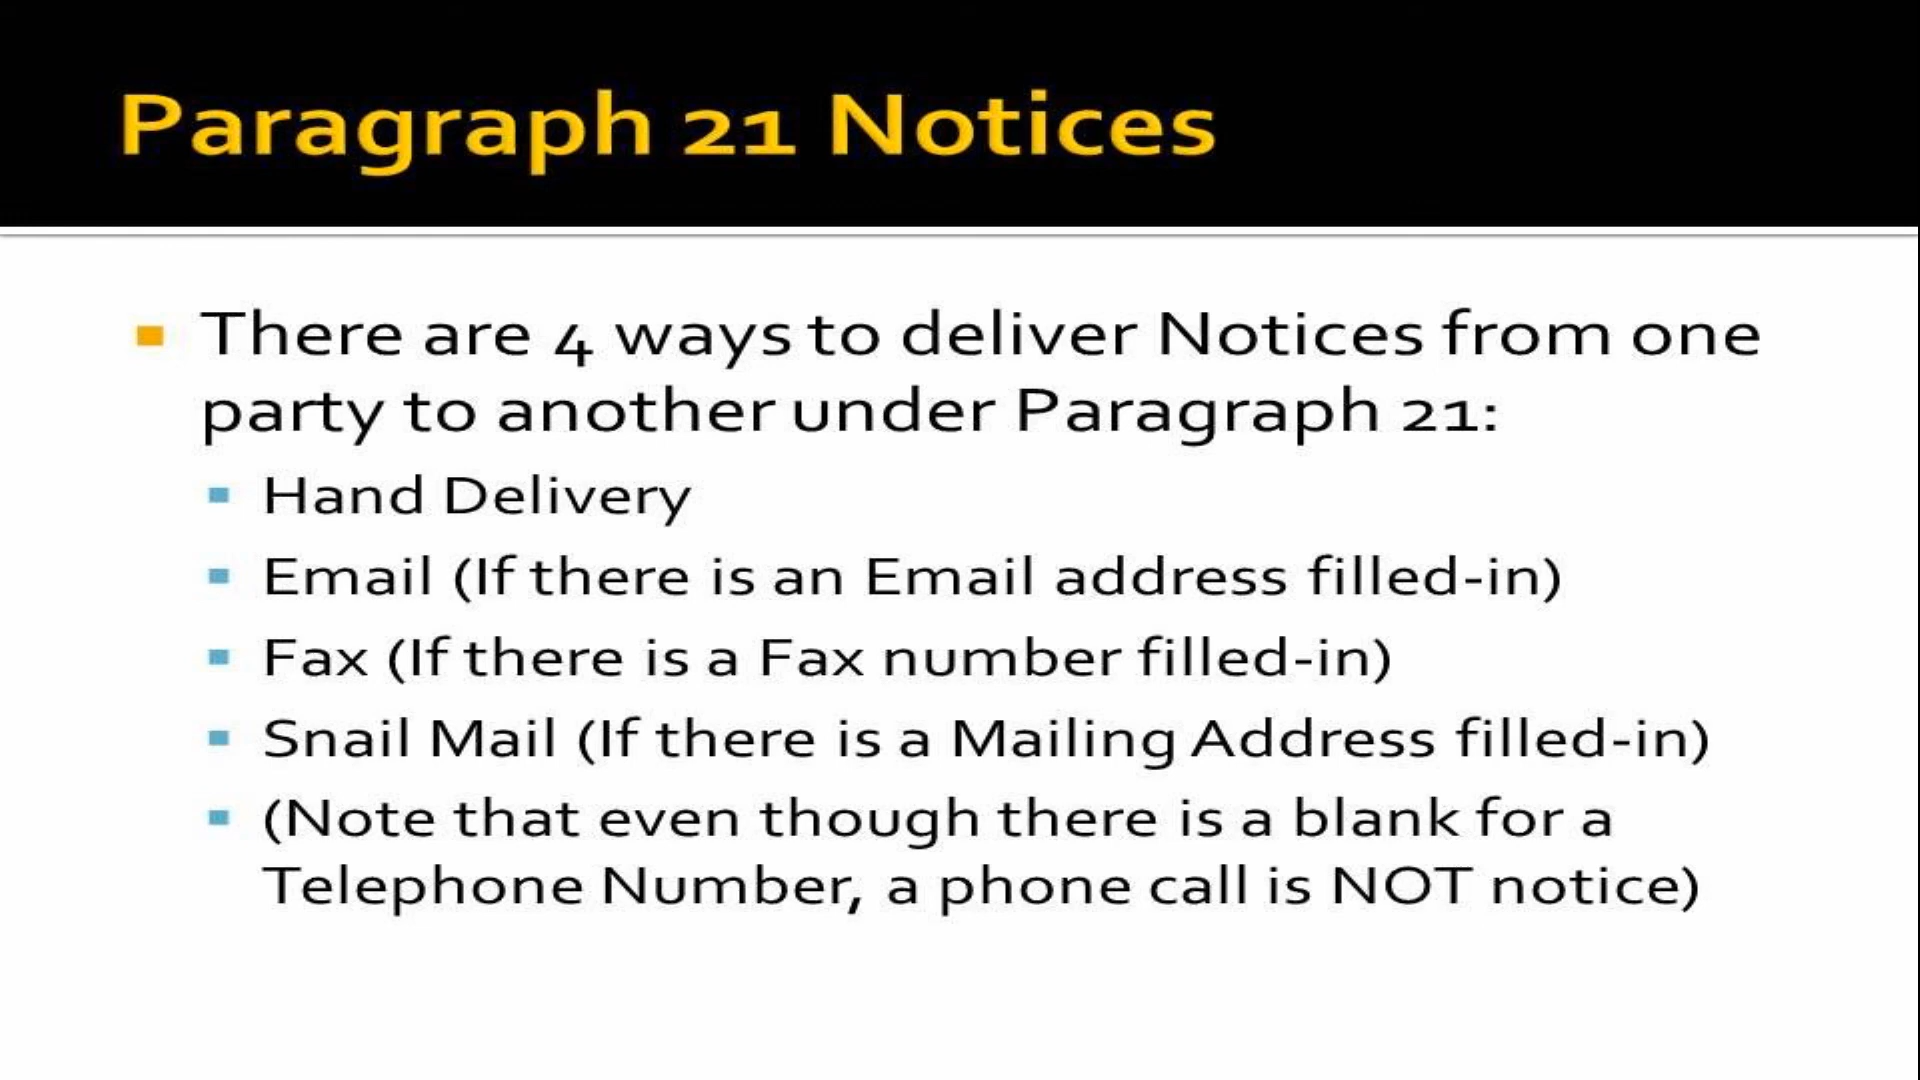 Paragraph 21 Notices
There are 4 ways to deliver Notices from one
party to another under Paragraph 21:
Hand Delivery
Email (If there is an Email address filled-in)
Fax (If there is a Fax number filled-in)
Snail Mail (If there is a Mailing Address filled-in)
(Note that even though there is a blank for a
Telephone Number, a phone call is NOT notice)